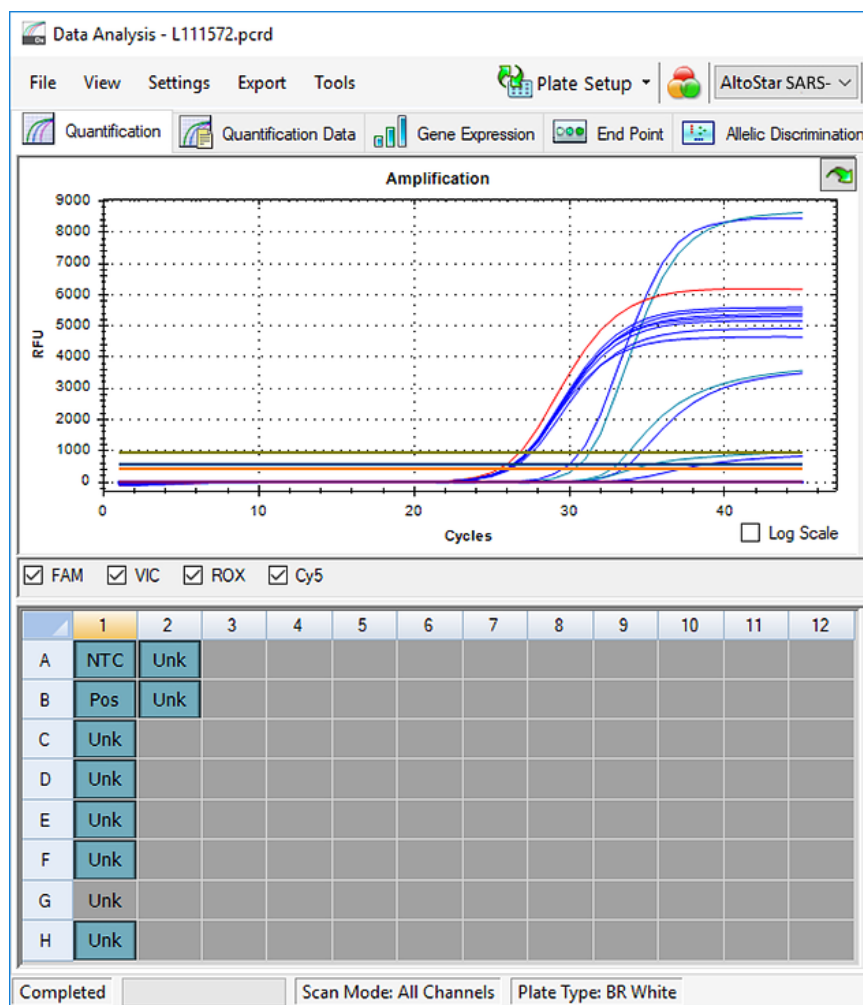 Data Analysis - L111572.pcrd
File View Settings Export Tools Plate Setup AltoStar SARS-
Quantification Quantification Data Gene Expression End Point Allelic Discrimination
Amplification
9000
8000
7000
6000
5000
4000
3000
2000
1000
0
RFU
0 10 20 30 40
Cycles
Log Scale
FAM VIC ROX Cy5
1 2 3 4 5 6 7 8 9 10 11 12
A NTC Unk
B Pos Unk
C Unk
D Unk
E Unk
F Unk
G Unk
H Unk
Completed Scan Mode: All Channels Plate Type: BR White